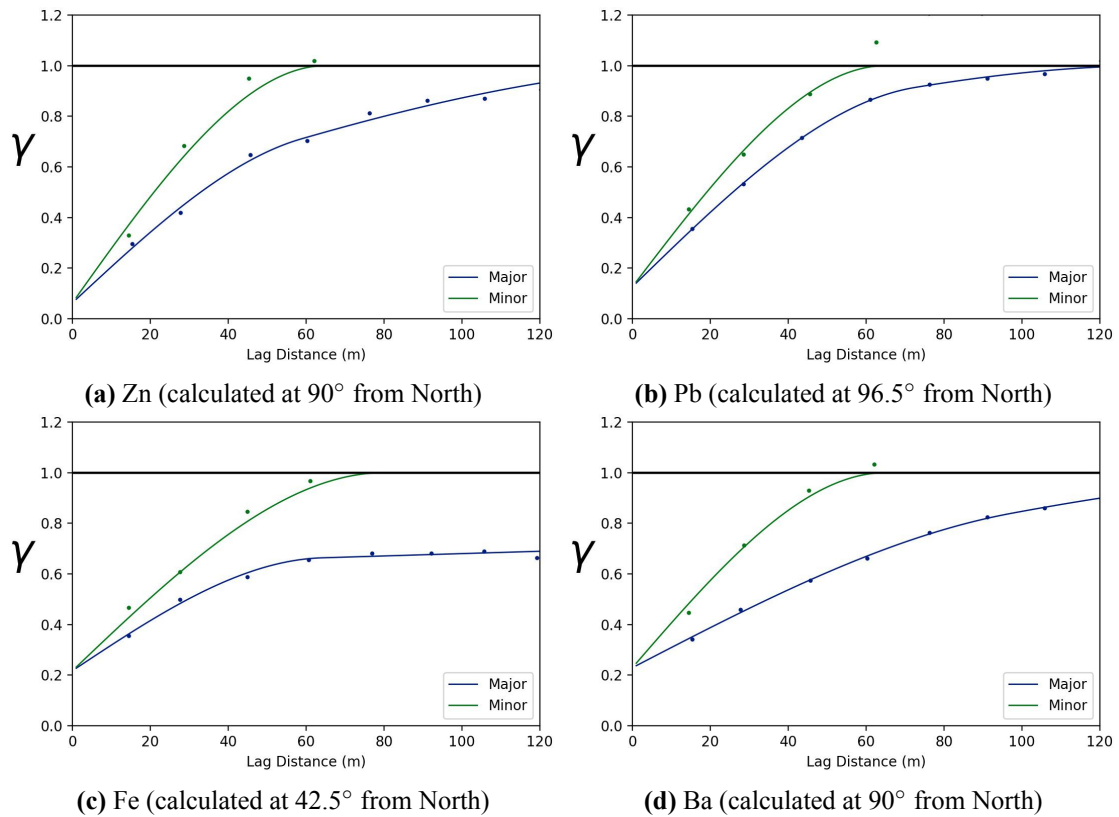 1.2
1.0
0.8
0.6
0.4
0.2
0.0
γ
0 20 40 60 80 100 120
Lag Distance (m)
Major
Minor
(a) Zn (calculated at 90° from North)
1.2
1.0
0.8
0.6
0.4
0.2
0.0
γ
0 20 40 60 80 100 120
Lag Distance (m)
Major
Minor
(b) Pb (calculated at 96.5° from North)
1.2
1.0
0.8
0.6
0.4
0.2
0.0
γ
0 20 40 60 80 100 120
Lag Distance (m)
Major
Minor
(c) Fe (calculated at 42.5° from North)
1.2
1.0
0.8
0.6
0.4
0.2
0.0
γ
0 20 40 60 80 100 120
Lag Distance (m)
Major
Minor
(d) Ba (calculated at 90° from North)